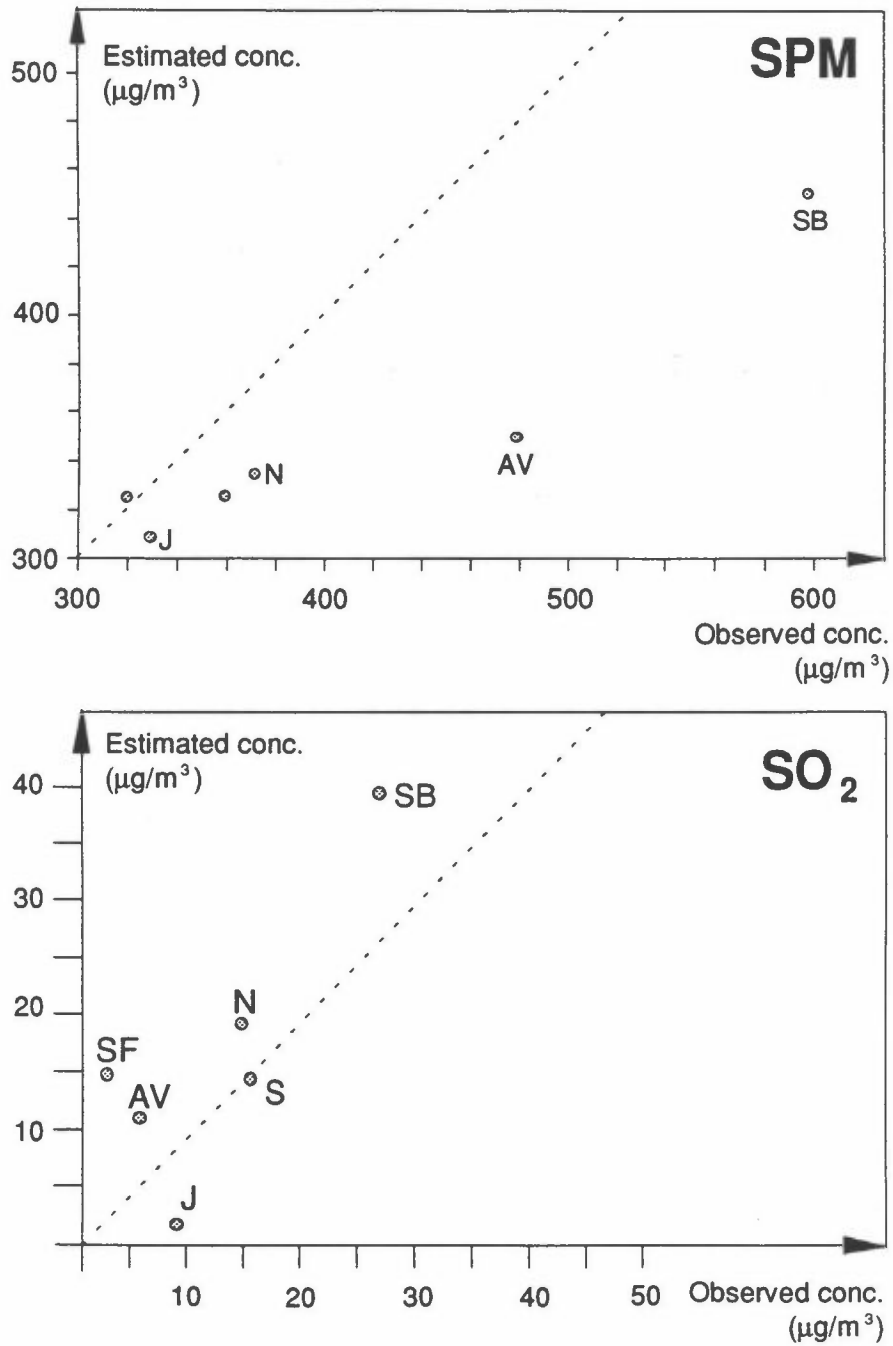 Estimated conc.
(μg/m³)
SPM
500
SB
400
AV
N
J
300
300 400 500 600
Observed conc.
(μg/m³)
Estimated conc.
(μg/m³)
SO₂
40
SB
30
20
N
SF
AV
S
10
J
10 20 30 40 50 Observed conc.
(μg/m³)